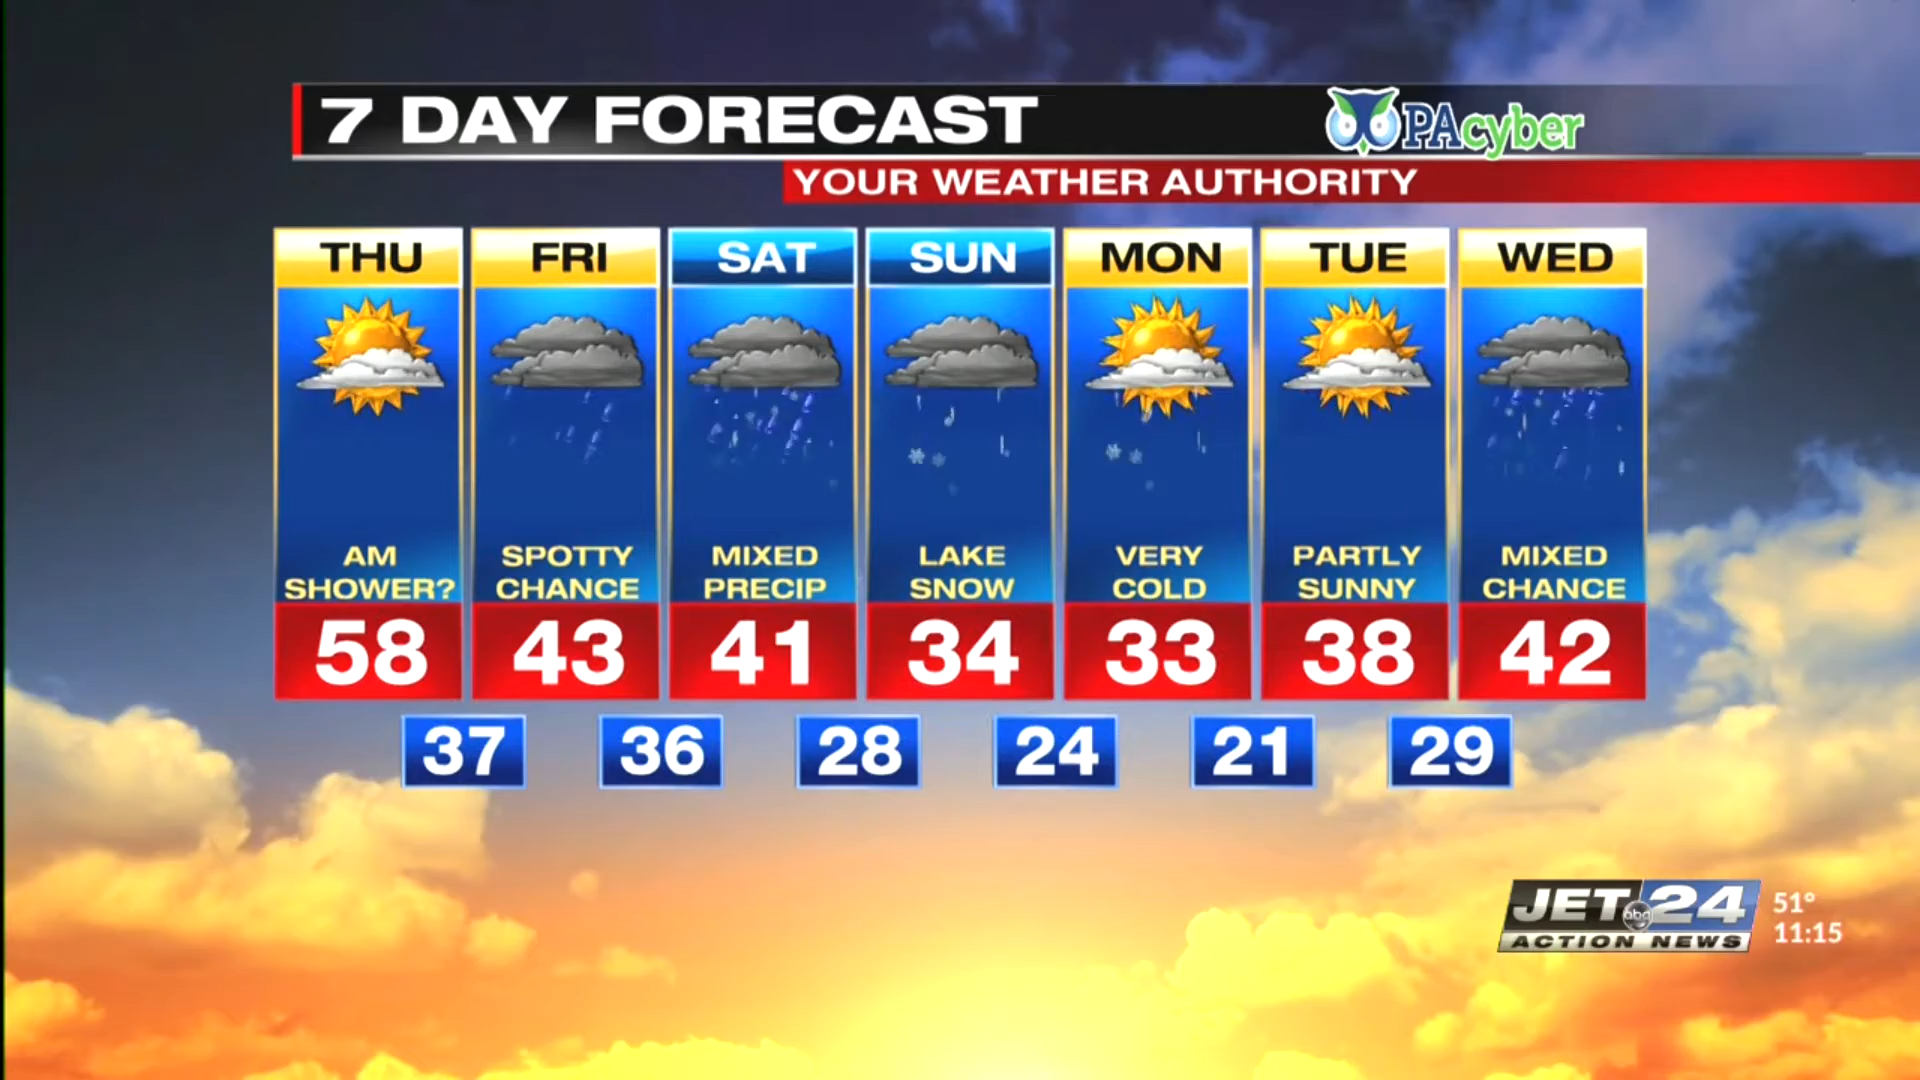 7 DAY FORECAST
PAcyber
YOUR WEATHER AUTHORITY
THU FRI SAT SUN MON TUE WED
AM SPOTTY MIXED LAKE VERY PARTLY MIXED
SHOWER? CHANCE PRECIP SNOW COLD SUNNY CHANCE
58 43 41 34 33 38 42
37 36 28 24 21 29
JET abc 24
ACTION NEWS
51°
11:15